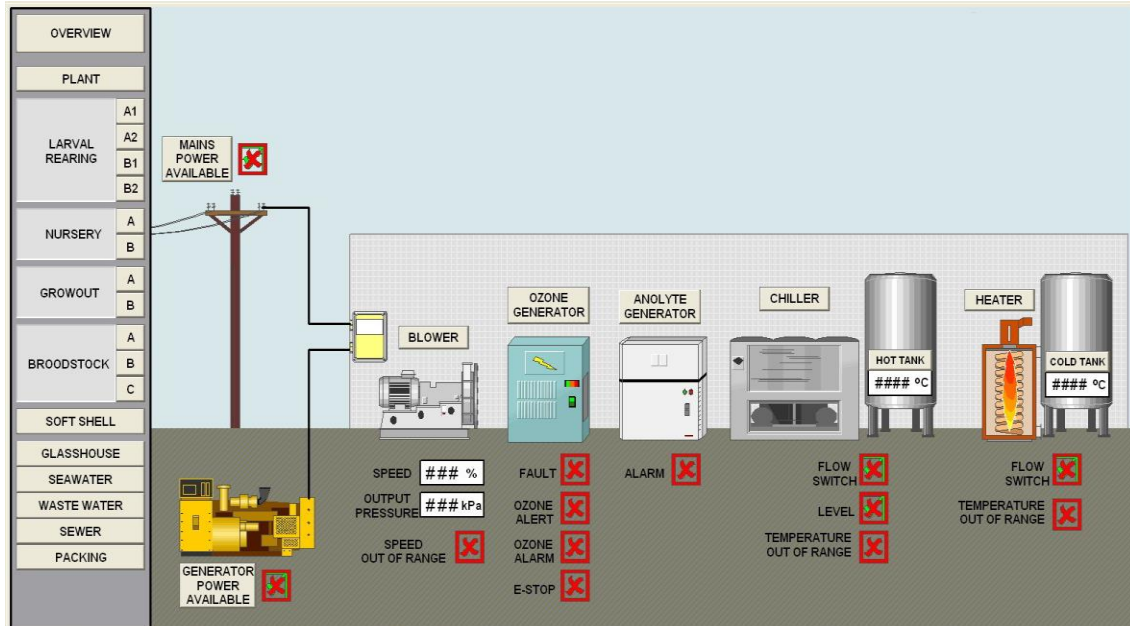 OVERVIEW
PLANT
LARVAL
REARING
A1
A2
B1
B2
NURSERY
A
B
GROWOUT
A
B
BROODSTOCK
A
B
C
SOFT SHELL
GLASSHOUSE
SEAWATER
WASTE WATER
SEWER
PACKING
MAINS
POWER
AVAILABLE
GENERATOR
POWER
AVAILABLE
BLOWER
SPEED ### %
OUTPUT
PRESSURE ###kPa
SPEED
OUT OF RANGE
OZONE
GENERATOR
FAULT
OZONE
ALERT
OZONE
ALARM
E-STOP
ANOLYTE
GENERATOR
ALARM
CHILLER
HOT TANK
#### ºC
FLOW
SWITCH
LEVEL
TEMPERATURE
OUT OF RANGE
HEATER
COLD TANK
#### ºC
FLOW
SWITCH
TEMPERATURE
OUT OF RANGE